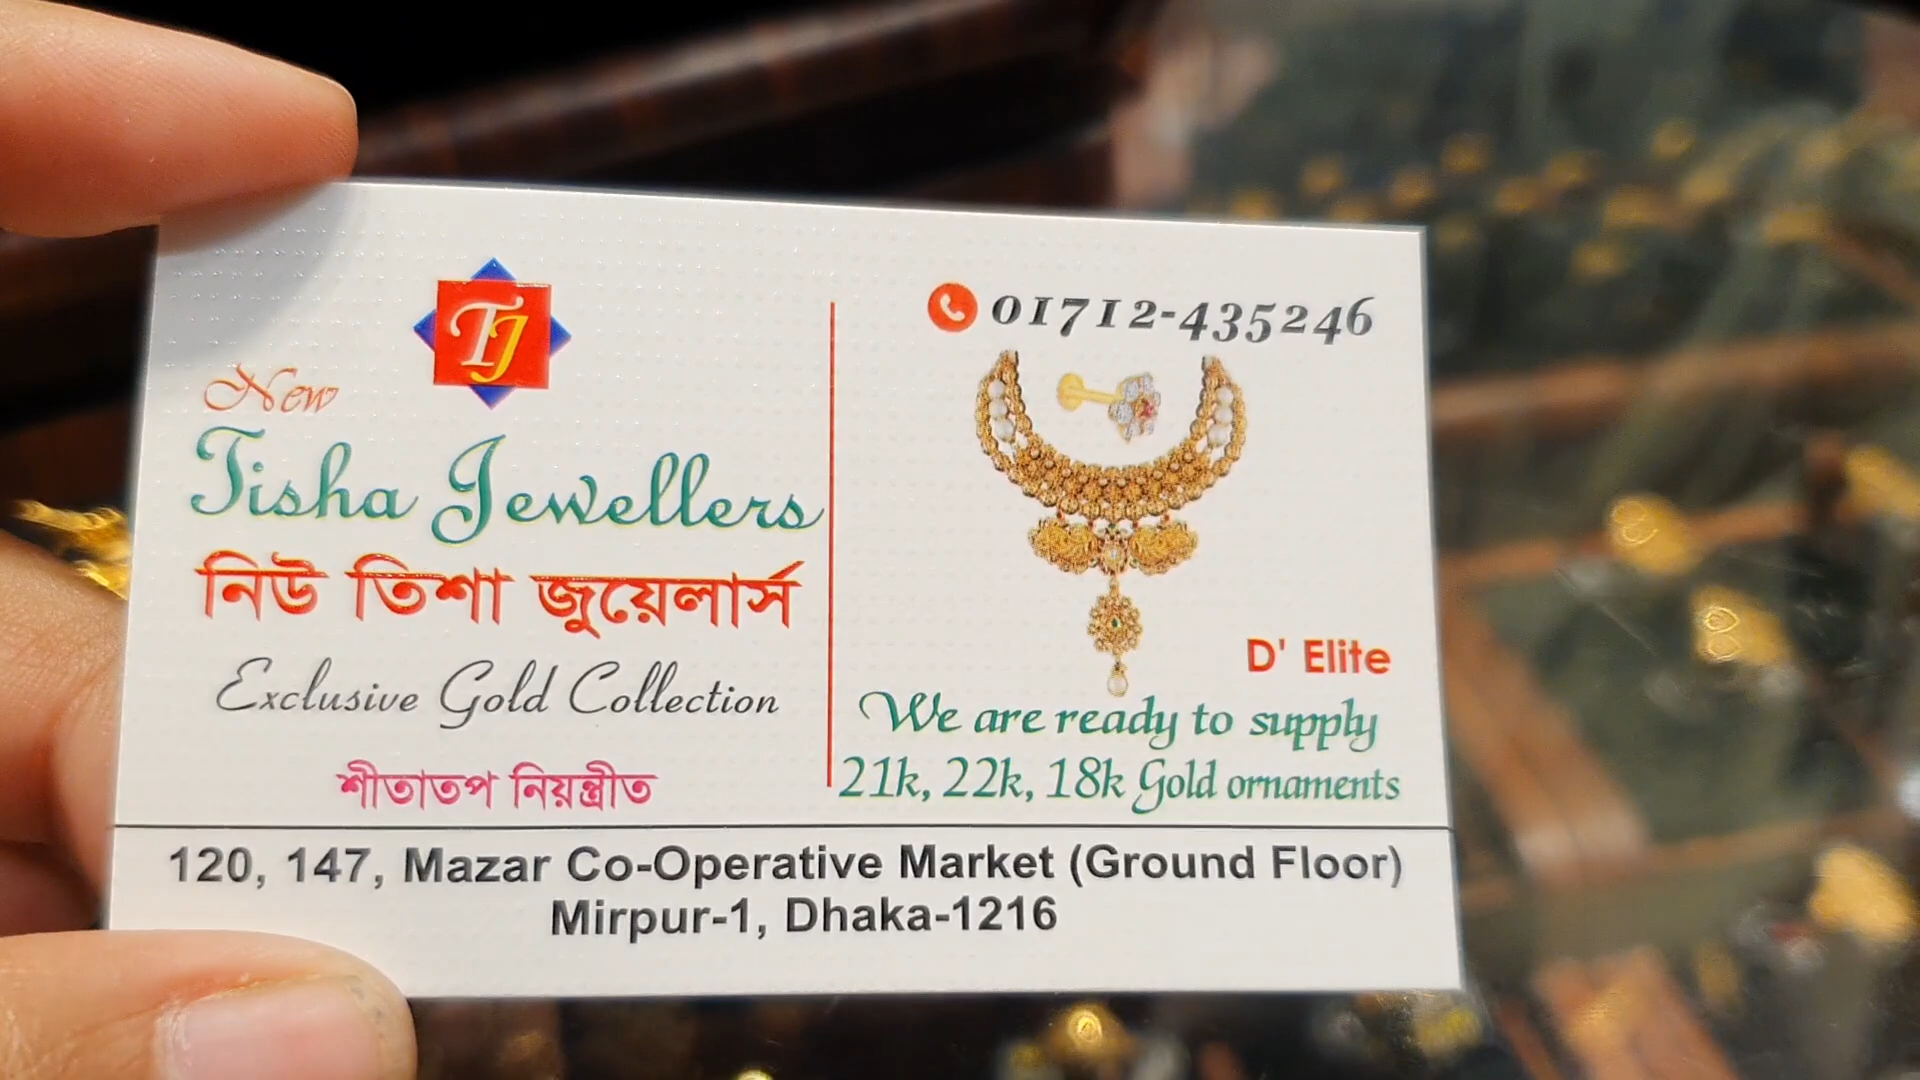 TJ
New
Tisha Jewellers
নিউ তিশা জুয়েলার্স
Exclusive Gold Collection
শীতাতপ নিয়ন্ত্রীত
01712-435246
D' Elite
We are ready to supply
21k, 22k, 18k Gold ornaments
120, 147, Mazar Co-Operative Market (Ground Floor)
Mirpur-1, Dhaka-1216